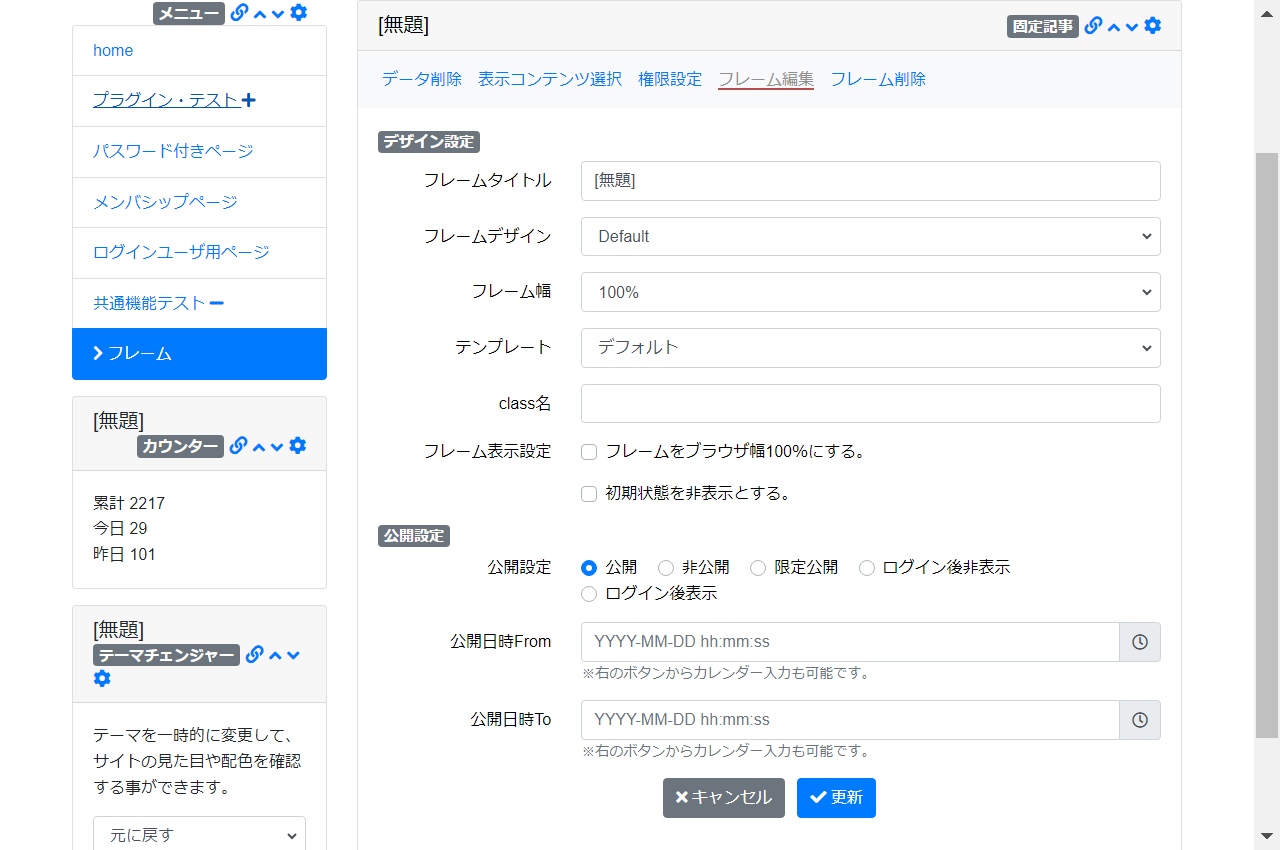 メニュー
home
プラグイン・テスト
パスワード付きページ
メンバシップページ
ログインユーザ用ページ
共通機能テスト
フレーム
[無題]
カウンター
累計 2217
今日 29
昨日 101
[無題]
テーマチェンジャー
テーマを一時的に変更して、
サイトの見た目や配色を確認
する事ができます。
元に戻す
[無題] 固定記事
データ削除 表示コンテンツ選択 権限設定 フレーム編集 フレーム削除
デザイン設定
フレームタイトル [無題]
フレームデザイン Default
フレーム幅 100%
テンプレート デフォルト
class名
フレーム表示設定 フレームをブラウザ幅100%にする。
初期状態を非表示とする。
公開設定
公開設定 公開 非公開 限定公開 ログイン後非表示
ログイン後表示
公開日時From YYYY-MM-DD hh:mm:ss
※右のボタンからカレンダー入力も可能です。
公開日時To YYYY-MM-DD hh:mm:ss
※右のボタンからカレンダー入力も可能です。
キャンセル 更新